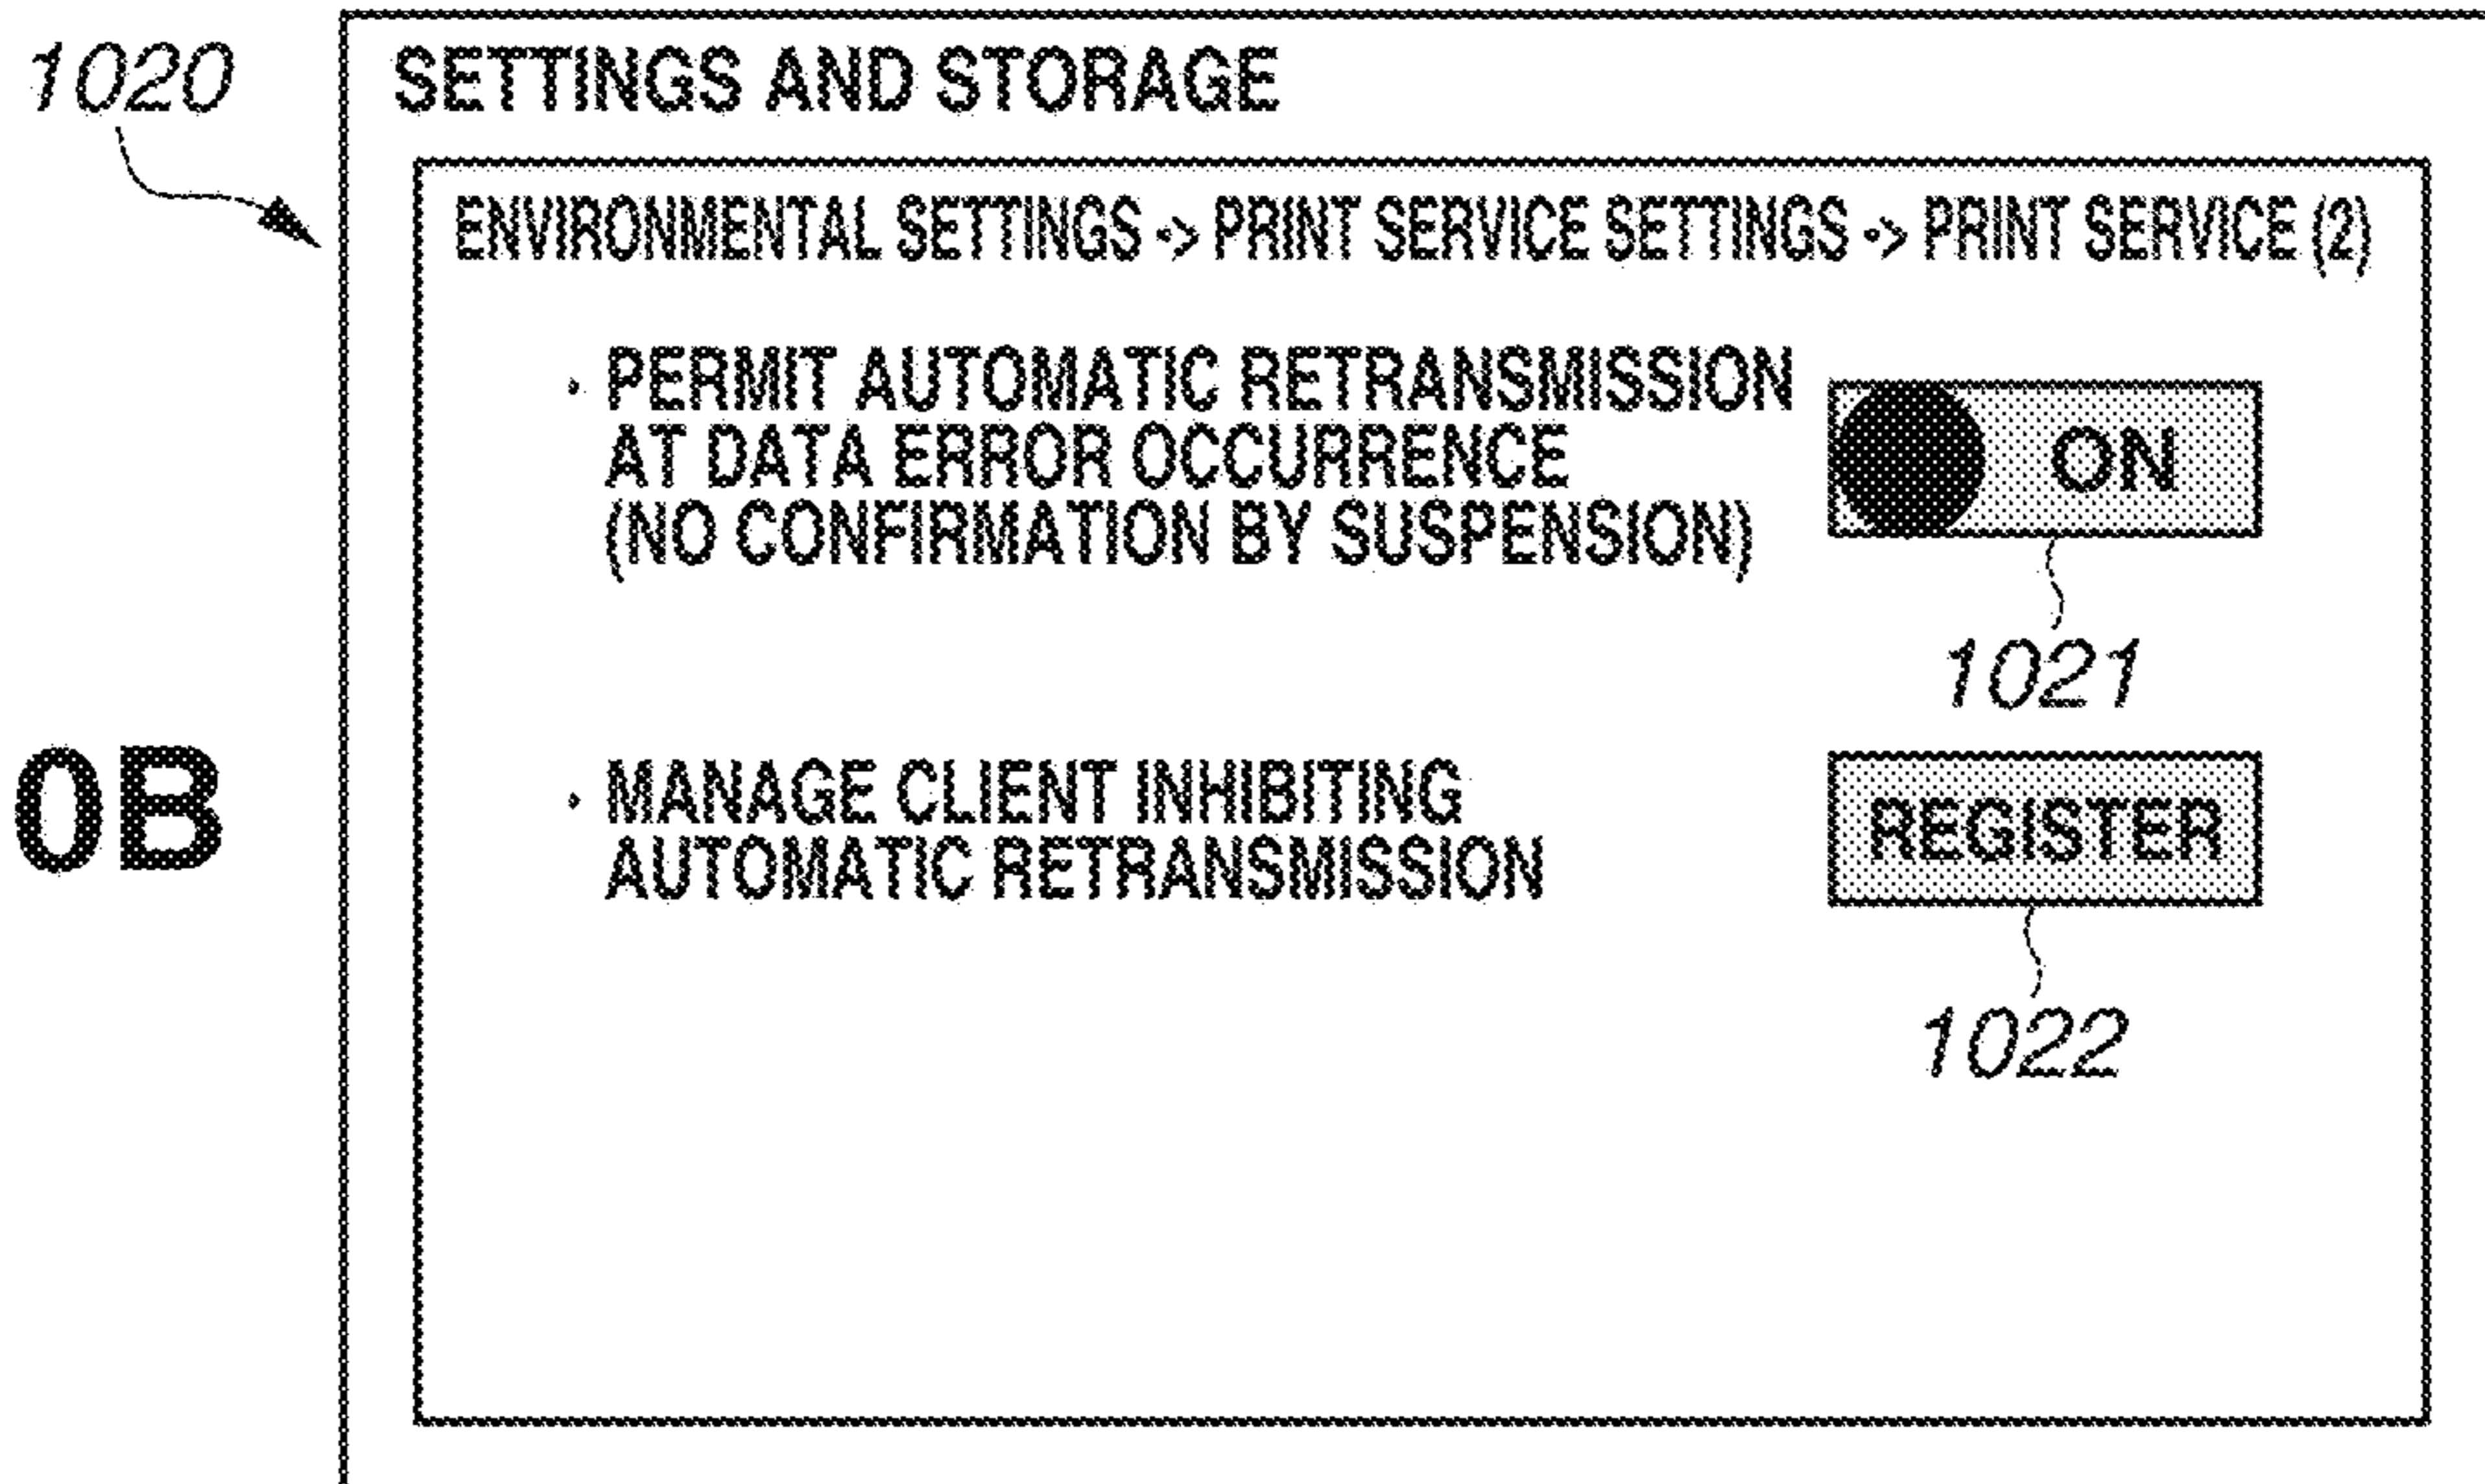 1020
SETTINGS AND STORAGE
ENVIRONMENTAL SETTINGS -> PRINT SERVICE SETTINGS -> PRINT SERVICE (2)
· PERMIT AUTOMATIC RETRANSMISSION
AT DATA ERROR OCCURRENCE
(NO CONFIRMATION BY SUSPENSION)
ON
1021
0B
· MANAGE CLIENT INHIBITING
AUTOMATIC RETRANSMISSION
REGISTER
1022